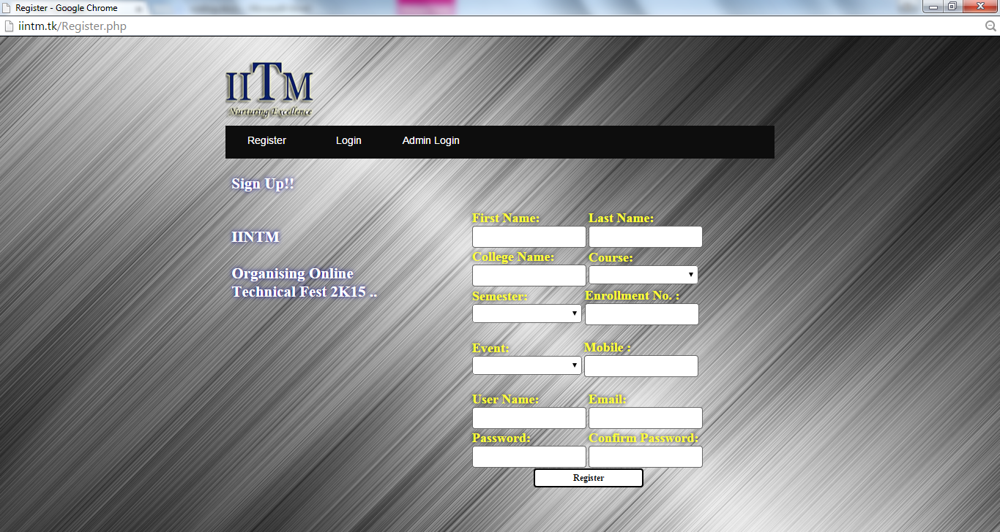 Register - Google Chrome
iintm.tk/Register.php
IITM
Nurturing Excellence
Register Login Admin Login
Sign Up!!
IINTM
Organising Online
Technical Fest 2K15 ..
First Name: Last Name:
College Name: Course:
Semester: Enrollment No. :
Event: Mobile :
User Name: Email:
Password: Confirm Password:
Register